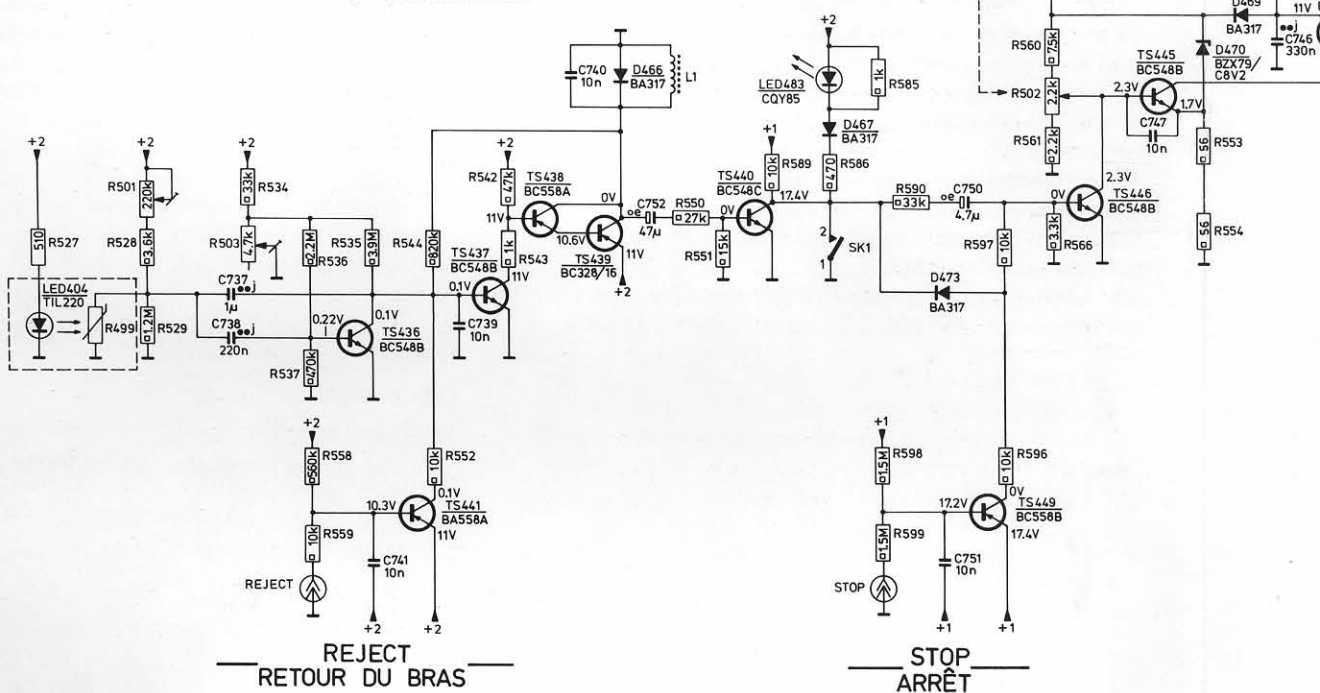 +2
C740
10n
D466
BA317
L1
+2
LED483
CQY85
1k
R585
D467
BA317
470
R586
+1
10k
R589
TS440
BC548C
17.4V
0V
R560
7.5k
R502
2.2k
R561
2.2k
D469
BA317
11V
C746
330n
TS445
BC548B
2.3V
1.7V
D470
BZX79/
C8V2
C747
10n
R553
56
R554
56
+2
510
R527
+2
R501
220k
R528
3.6k
+2
33k
R534
R503
4.7k
2.2M
R536
R535
3.9M
R544
820k
+2
R542
47k
TS438
BC558A
11V
10.6V
0V
1k
R543
TS437
BC548B
11V
0.1V
TS439
BC328/16
11V
+2
oe
C752
47µ
R550
27k
R551
15k
2
1
SK1
R590
33k
C750
oe
4.7µ
0V
2.3V
TS446
BC548B
3.3k
R566
R597
10k
D473
BA317
LED404
TIL220
R499
1.2M
R529
C737
1µ
C738
220n
0.22V
0.1V
TS436
BC548B
R537
470k
C739
10n
+2
560k
R558
10k
R559
REJECT
10.3V
C741
10n
10k
R552
0.1V
TS441
BA558A
11V
+2
+2
+1
1.5M
R598
1.5M
R599
STOP
17.2V
C751
10n
10k
R596
0V
TS449
BC558B
17.4V
+1
+1
REJECT
RETOUR DU BRAS
STOP
ARRÊT